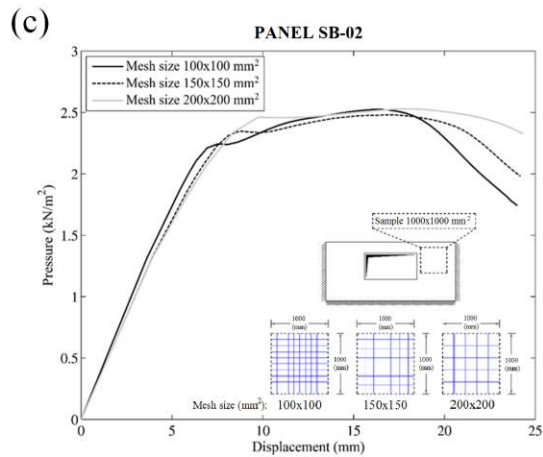 (c)
PANEL SB-02
3
Mesh size 100x100 mm²
Mesh size 150x150 mm²
Mesh size 200x200 mm²
2.5
2
1.5
1
0.5
0
Pressure (kN/m²)
Sample 1000x1000 mm²
1000
(mm)
1000
(mm)
1000
(mm)
1000
(mm)
1000
(mm)
1000
(mm)
Mesh size (mm²):
100x100
150x150
200x200
0
5
10
15
20
25
Displacement (mm)